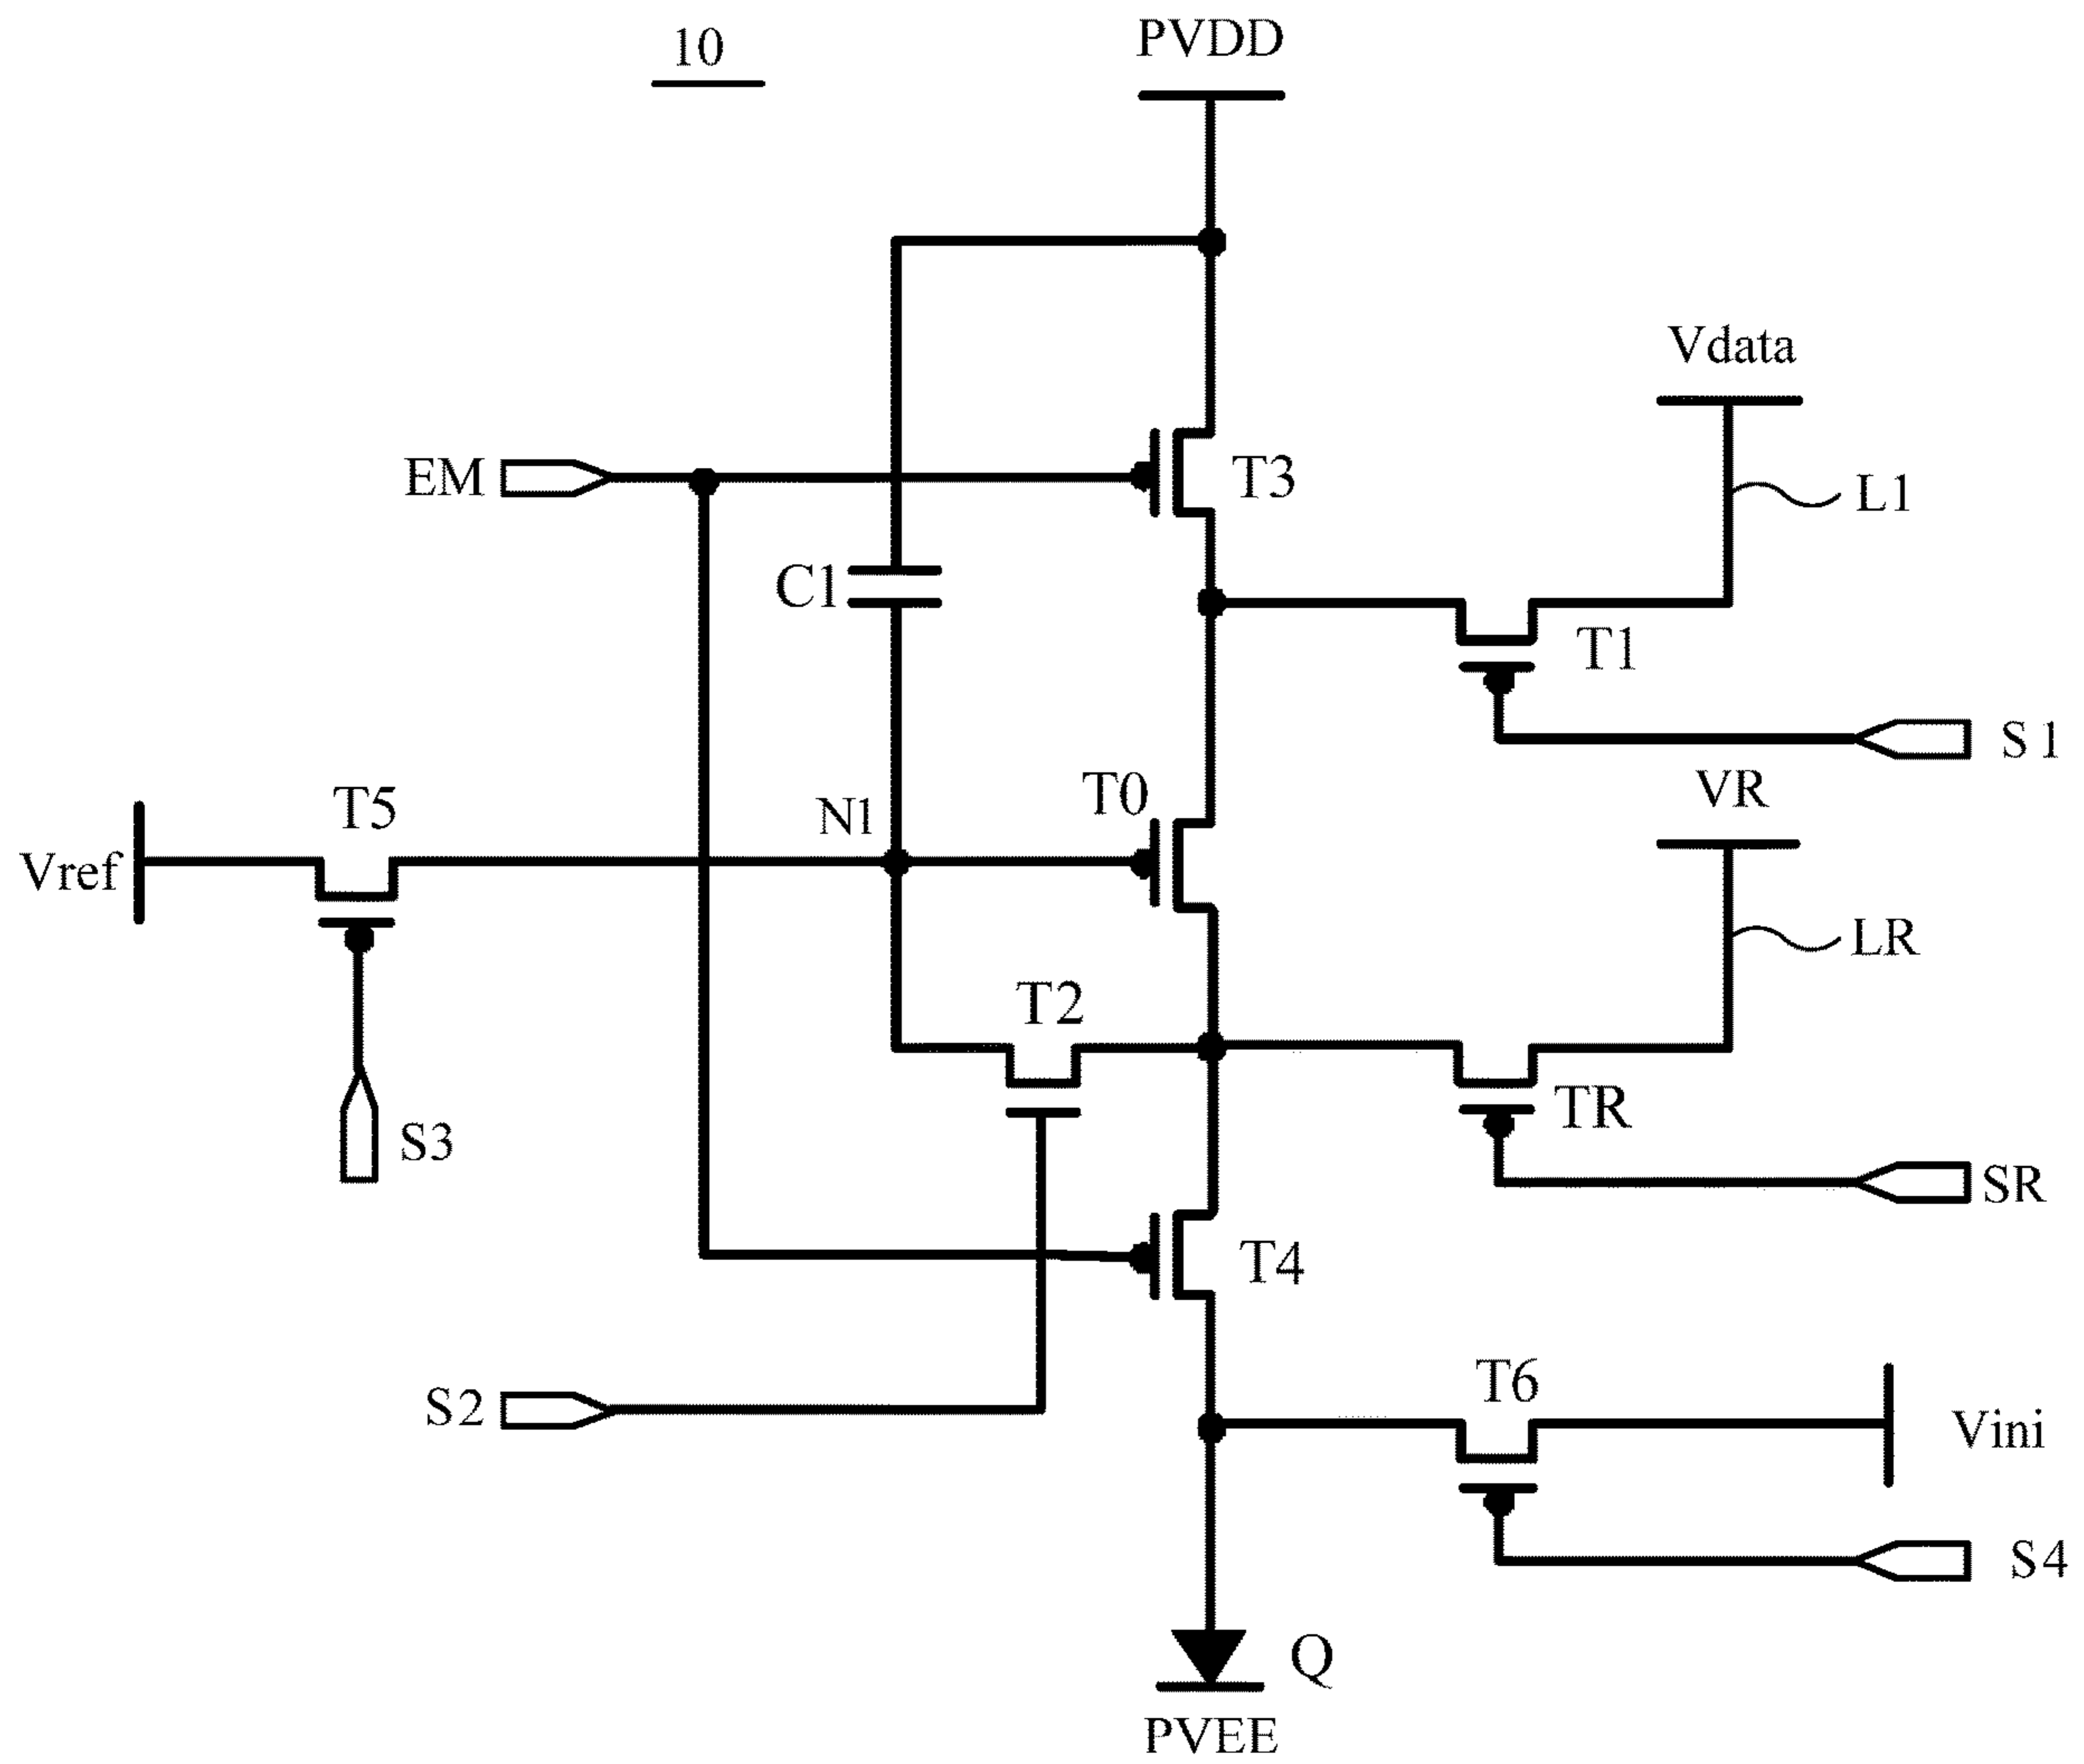 10
PVDD
Vdata
EM
T3
L1
C1
T1
S1
VR
T0
T5
N1
Vref
LR
T2
TR
S3
SR
T4
T6
S2
Vini
S4
Q
PVEE